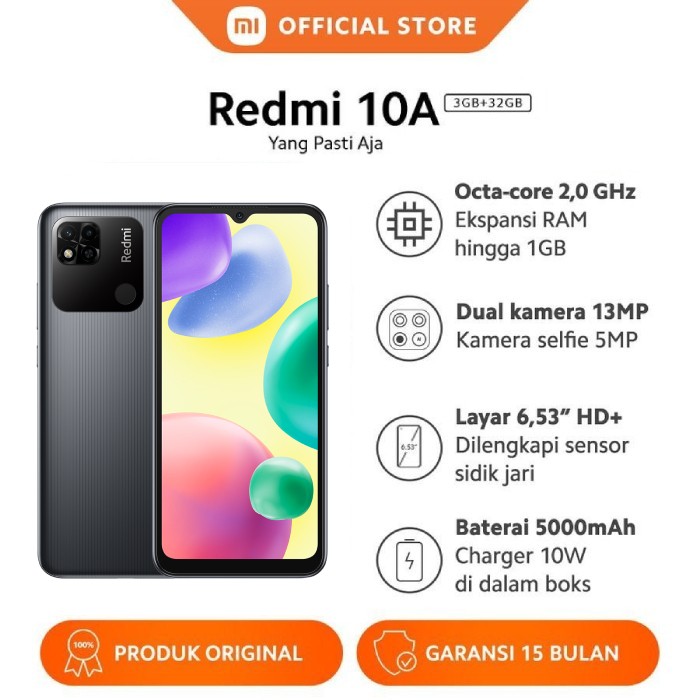 mi OFFICIAL STORE
Redmi 10A 3GB+32GB
Yang Pasti Aja
Redmi
Octa-core 2,0 GHz
Ekspansi RAM
hingga 1GB
Dual kamera 13MP
Kamera selfie 5MP
AI
Layar 6,53” HD+
Dilengkapi sensor
sidik jari
6.53”
Baterai 5000mAh
Charger 10W
di dalam boks
100%
PRODUK ORIGINAL
GARANSI 15 BULAN